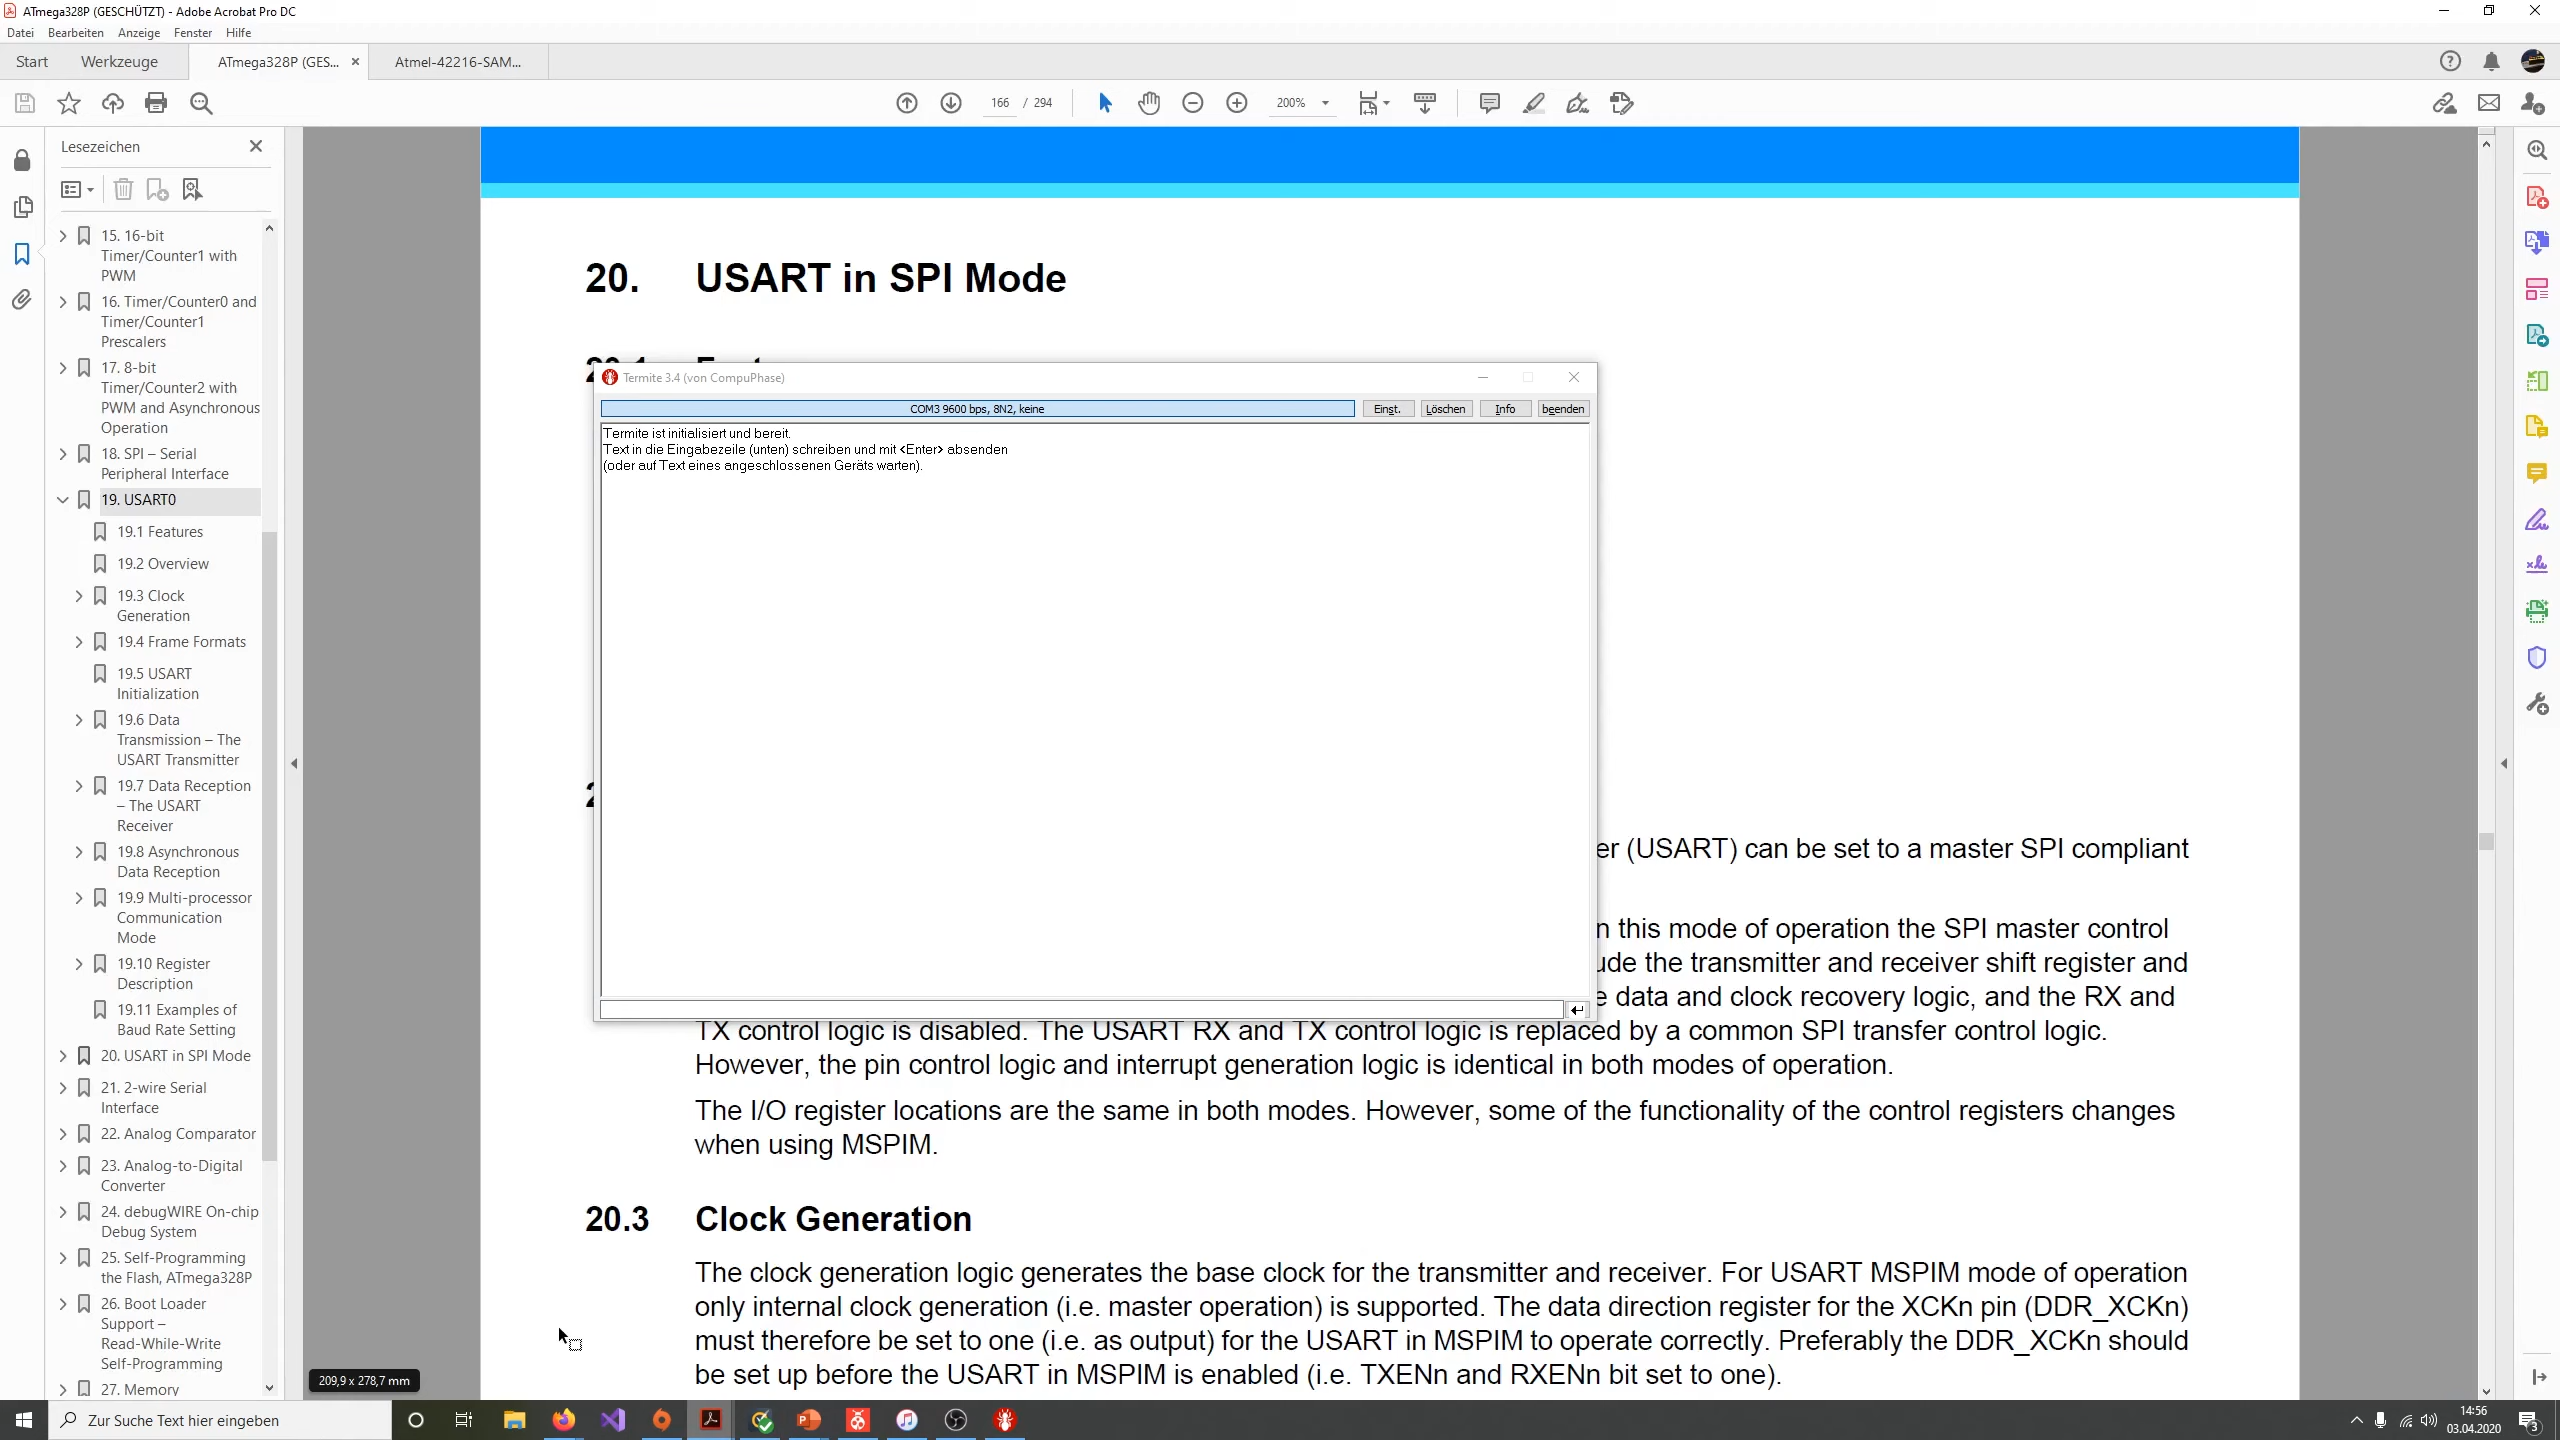 ATmega328P (GESCHÜTZT) - Adobe Acrobat Pro DC
Datei Bearbeiten Anzeige Fenster Hilfe
Start Werkzeuge ATmega328P (GES... × Atmel-42216-SAM...
166 / 294 200%
Lesezeichen
15. 16-bit
Timer/Counter1 with
PWM
16. Timer/Counter0 and
Timer/Counter1
Prescalers
17. 8-bit
Timer/Counter2 with
PWM and Asynchronous
Operation
18. SPI – Serial
Peripheral Interface
19. USART0
19.1 Features
19.2 Overview
19.3 Clock
Generation
19.4 Frame Formats
19.5 USART
Initialization
19.6 Data
Transmission – The
USART Transmitter
19.7 Data Reception
– The USART
Receiver
19.8 Asynchronous
Data Reception
19.9 Multi-processor
Communication
Mode
19.10 Register
Description
19.11 Examples of
Baud Rate Setting
20. USART in SPI Mode
21. 2-wire Serial
Interface
22. Analog Comparator
23. Analog-to-Digital
Converter
24. debugWIRE On-chip
Debug System
25. Self-Programming
the Flash, ATmega328P
26. Boot Loader
Support –
Read-While-Write
Self-Programming
27. Memory
20. USART in SPI Mode
Termite 3.4 (von CompuPhase)
COM3 9600 bps, 8N2, keine Einst. Löschen Info beenden
Termite ist initialisiert und bereit.
Text in die Eingabezeile (unten) schreiben und mit <Enter> absenden
(oder auf Text eines angeschlossenen Geräts warten).
er (USART) can be set to a master SPI compliant
n this mode of operation the SPI master control
ude the transmitter and receiver shift register and
e data and clock recovery logic, and the RX and
TX control logic is disabled. The USART RX and TX control logic is replaced by a common SPI transfer control logic.
However, the pin control logic and interrupt generation logic is identical in both modes of operation.
The I/O register locations are the same in both modes. However, some of the functionality of the control registers changes
when using MSPIM.
20.3 Clock Generation
The clock generation logic generates the base clock for the transmitter and receiver. For USART MSPIM mode of operation
only internal clock generation (i.e. master operation) is supported. The data direction register for the XCKn pin (DDR_XCKn)
must therefore be set to one (i.e. as output) for the USART in MSPIM to operate correctly. Preferably the DDR_XCKn should
be set up before the USART in MSPIM is enabled (i.e. TXENn and RXENn bit set to one).
209,9 x 278,7 mm
Zur Suche Text hier eingeben
14:56
03.04.2020
3